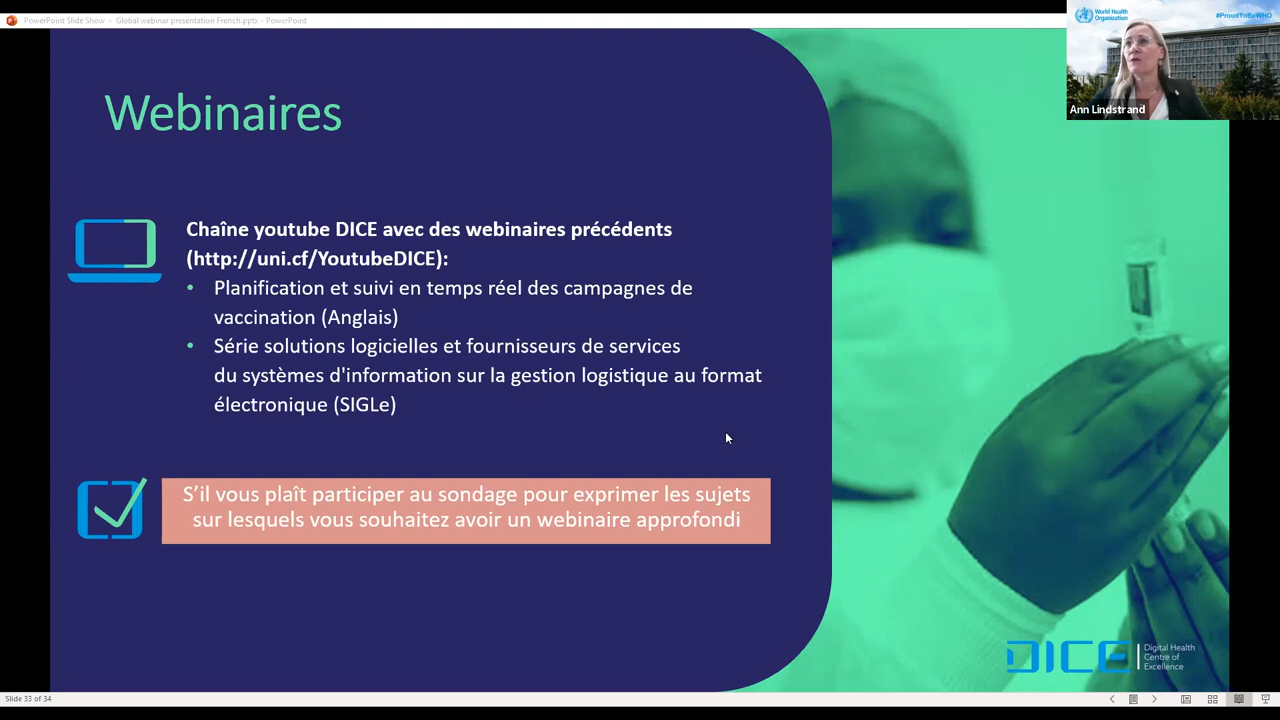 PowerPoint Slide Show - Global webinar presentation French.pptx - PowerPoint
World Health
Organization
#ProudToBeWHO
Ann Lindstrand
Webinaires
Chaîne youtube DICE avec des webinaires précédents
(http://uni.cf/YoutubeDICE):
• Planification et suivi en temps réel des campagnes de
vaccination (Anglais)
• Série solutions logicielles et fournisseurs de services
du systèmes d'information sur la gestion logistique au format
électronique (SIGLe)
S’il vous plaît participer au sondage pour exprimer les sujets
sur lesquels vous souhaitez avoir un webinaire approfondi
DICE
Digital Health
Centre of
Excellence
Slide 33 of 34